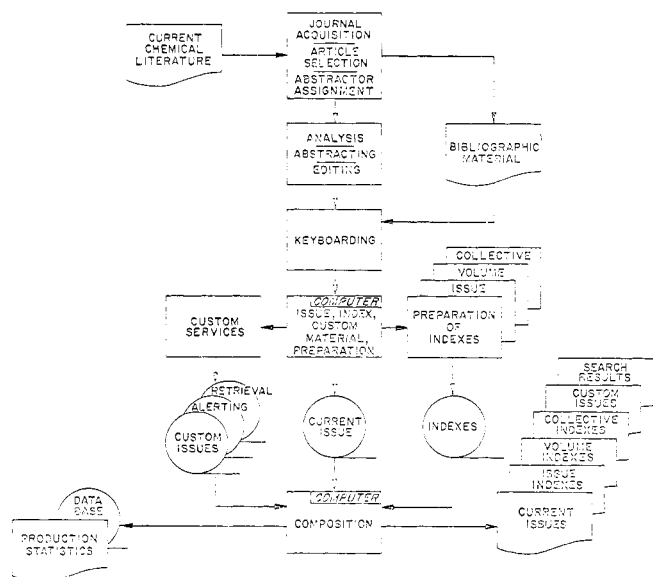 CURRENT
CHEMICAL
LITERATURE
JOURNAL
ACQUISITION
ARTICLE
SELECTION
ABSTRACTOR
ASSIGNMENT
ANALYSIS
ABSTRACTING
EDITING
BIBLIOGRAPHIC
MATERIAL
KEYBOARDING
COLLECTIVE
VOLUME
ISSUE
PREPARATION
OF
INDEXES
CUSTOM
SERVICES
COMPUTER
ISSUE, INDEX,
CUSTOM
MATERIAL,
PREPARATION
RETRIEVAL
ALERTING
CUSTOM
ISSUES
CURRENT
ISSUE
INDEXES
SEARCH
RESULTS
CUSTOM
ISSUES
COLLECTIVE
INDEXES
VOLUME
INDEXES
ISSUE
INDEXES
CURRENT
ISSUES
COMPUTER
COMPOSITION
DATA
BASE
PRODUCTION
STATISTICS